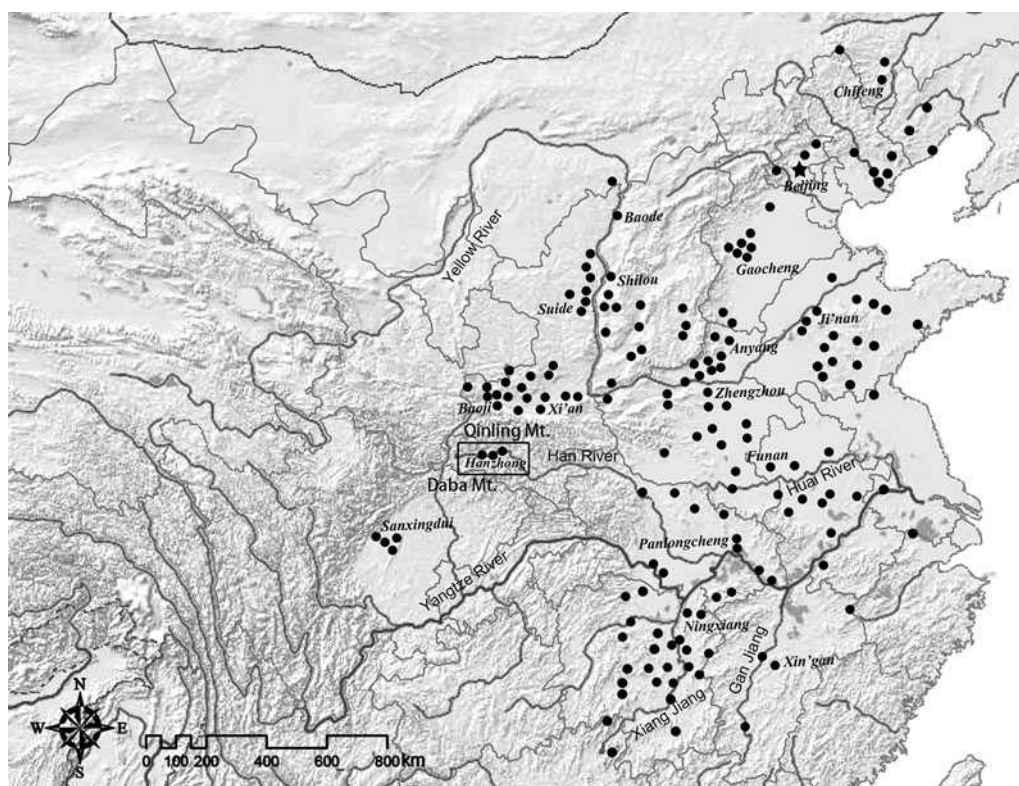 Chifeng
Beijing
Baode
Yellow River
Gaocheng
Shilou
Suide
Ji'nan
Anyang
Zhengzhou
Baoji
Xi'an
Qinling Mt.
Hanzhong
Han River
Funan
Huai River
Daba Mt.
Sanxingdui
Panlongcheng
Yangtze River
Ningxiang
Gan Jiang
Xin'gan
Xiang Jiang
N
W E
S
0 100 200 400 600 800 km